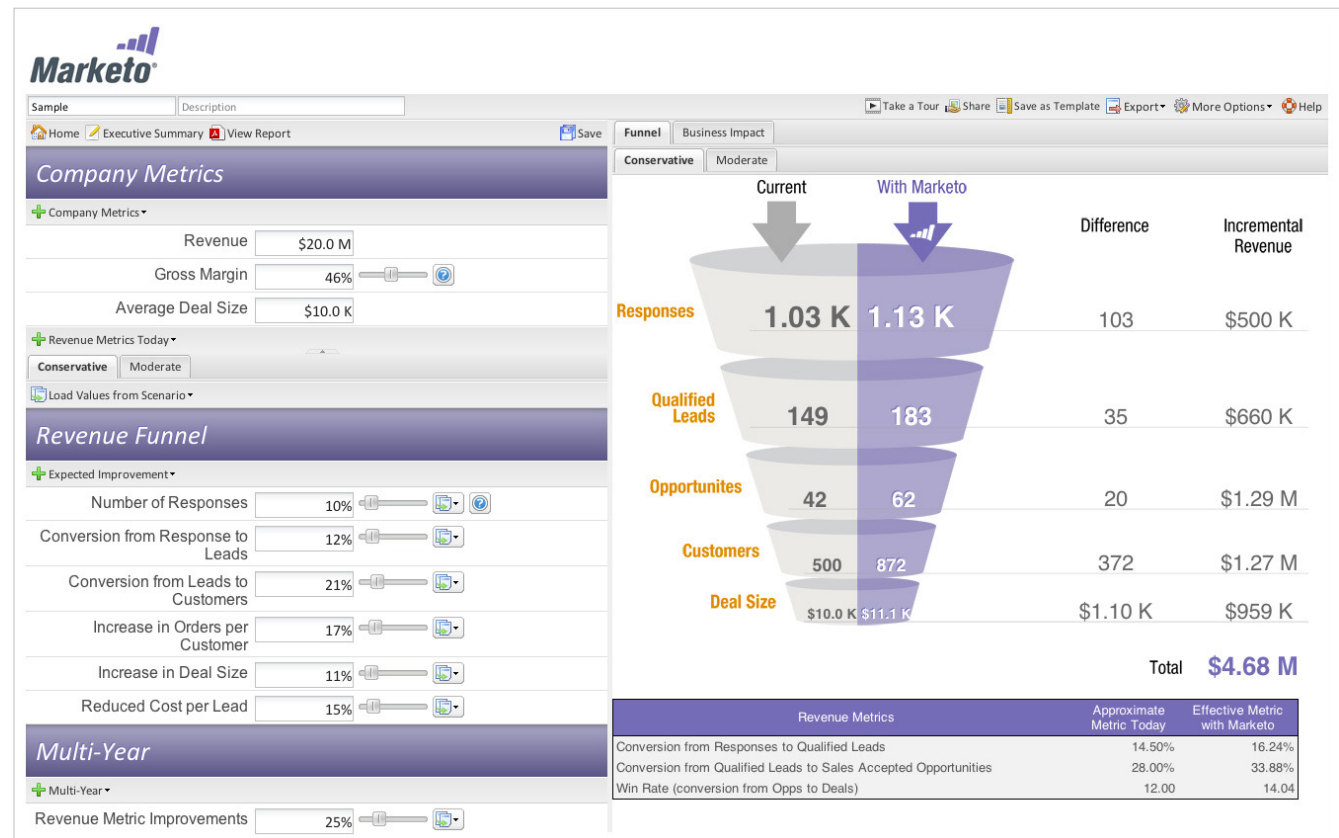 Marketo
Sample
Description
Take a Tour Share Save as Template Export More Options Help
Home Executive Summary View Report Save
Company Metrics
Company Metrics
Revenue $20.0 M
Gross Margin 46%
Average Deal Size $10.0 K
Revenue Metrics Today
Conservative Moderate
Load Values from Scenario
Revenue Funnel
Expected Improvement
Number of Responses 10%
Conversion from Response to
Leads 12%
Conversion from Leads to
Customers 21%
Increase in Orders per
Customer 17%
Increase in Deal Size 11%
Reduced Cost per Lead 15%
Multi-Year
Multi-Year
Revenue Metric Improvements 25%
Funnel Business Impact
Conservative Moderate
Current With Marketo
Difference Incremental
Revenue
Responses 1.03 K 1.13 K 103 $500 K
Qualified
Leads 149 183 35 $660 K
Opportunites 42 62 20 $1.29 M
Customers 500 872 372 $1.27 M
Deal Size $10.0 K $11.1 K $1.10 K $959 K
Total $4.68 M
Revenue Metrics Approximate
Metric Today Effective Metric
with Marketo
Conversion from Responses to Qualified Leads 14.50% 16.24%
Conversion from Qualified Leads to Sales Accepted Opportunities 28.00% 33.88%
Win Rate (conversion from Opps to Deals) 12.00 14.04